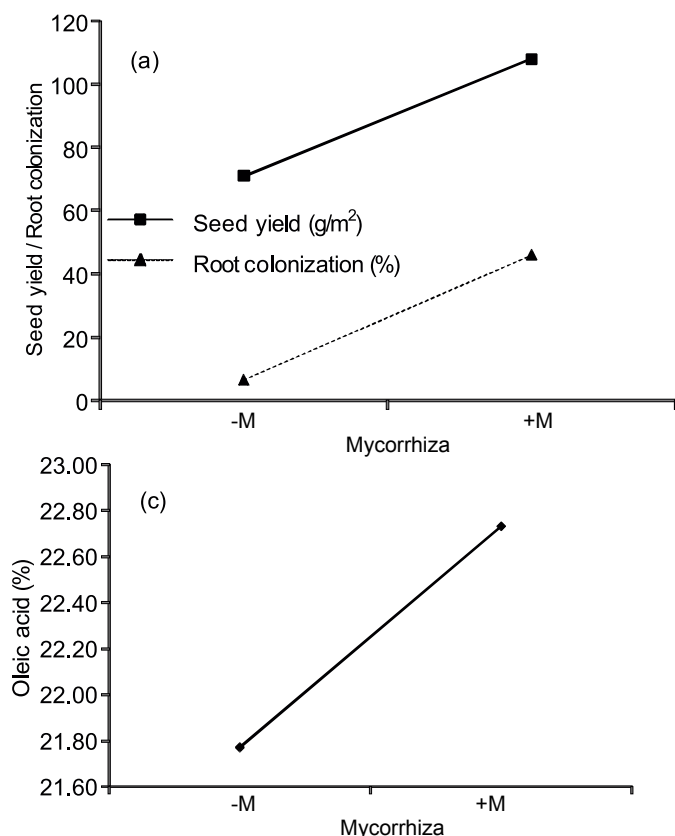 120
(a)
100
80
60
40
20
0
Seed yield / Root colonization
Seed yield (g/m²)
Root colonization (%)
-M
+M
Mycorrhiza
23.00
(c)
22.80
22.60
22.40
22.20
22.00
21.80
21.60
Oleic acid (%)
-M
+M
Mycorrhiza